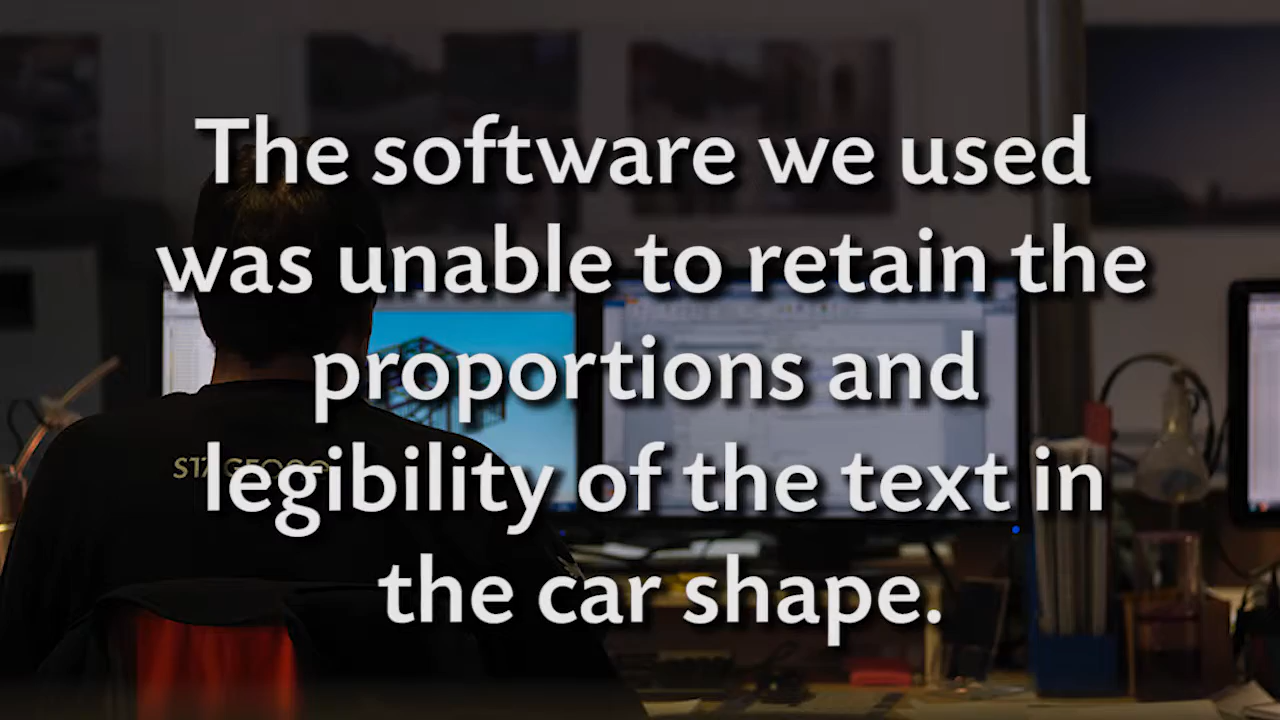 The software we used
was unable to retain the
proportions and
legibility of the text in
the car shape.